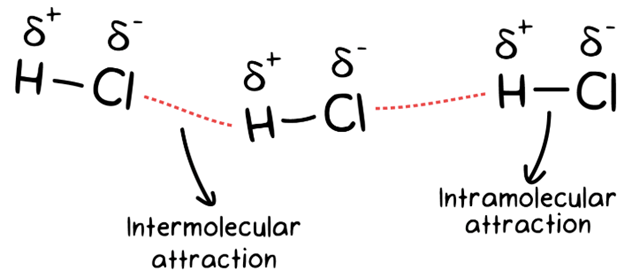 δ⁺ δ⁻
H–Cl
δ⁺ δ⁻
H–Cl
δ⁺ δ⁻
H–Cl
Intermolecular
attraction
Intramolecular
attraction